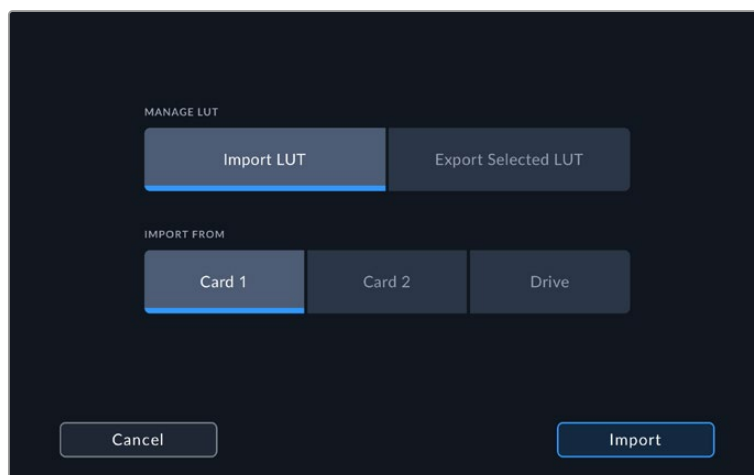 MANAGE LUT
Import LUT Export Selected LUT
IMPORT FROM
Card 1 Card 2 Drive
Cancel Import